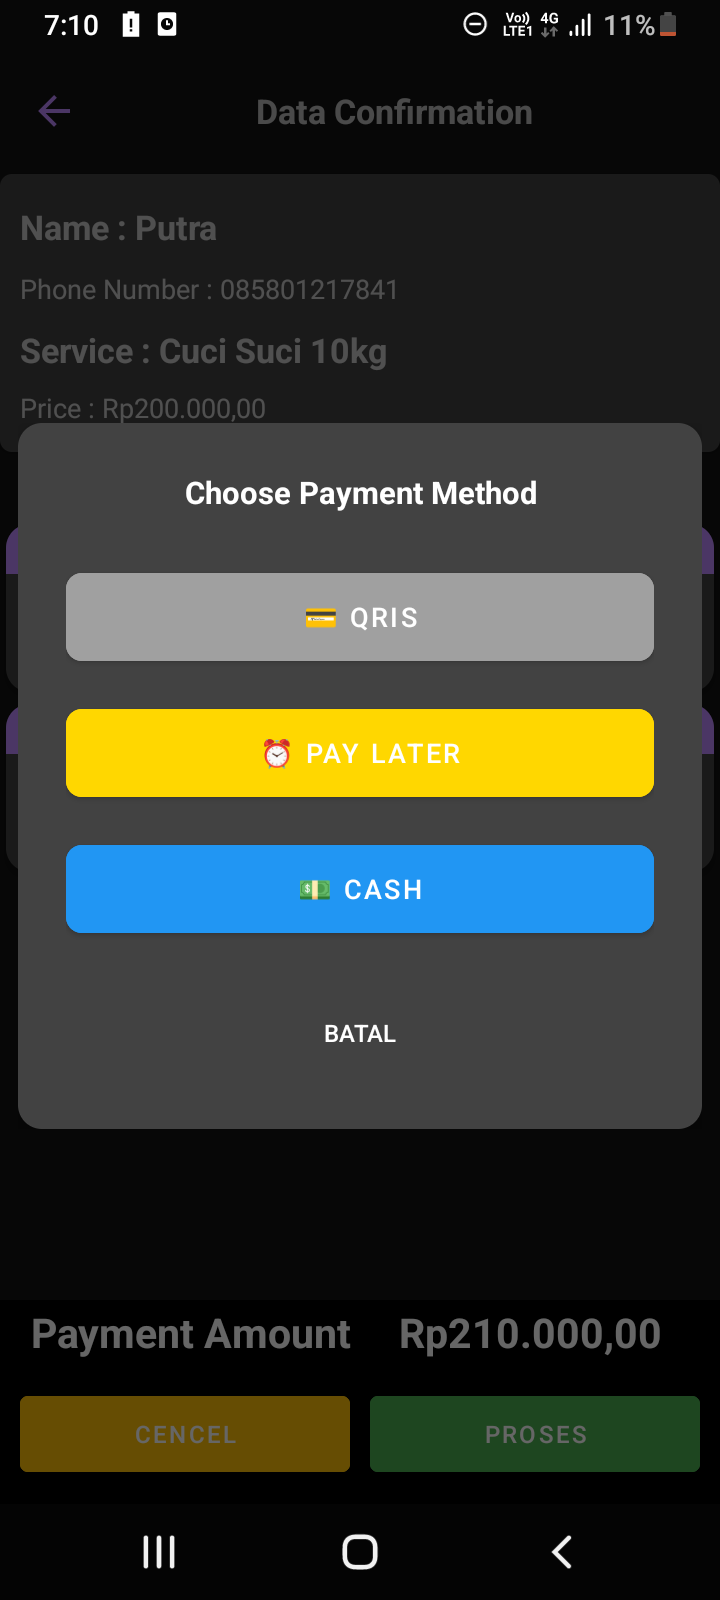 7:10 Vo)) LTE1 4G 11%
Data Confirmation
Name : Putra
Phone Number : 085801217841
Service : Cuci Suci 10kg
Price : Rp200.000,00
Choose Payment Method
QRIS
PAY LATER
CASH
BATAL
Payment Amount Rp210.000,00
CENCEL PROSES